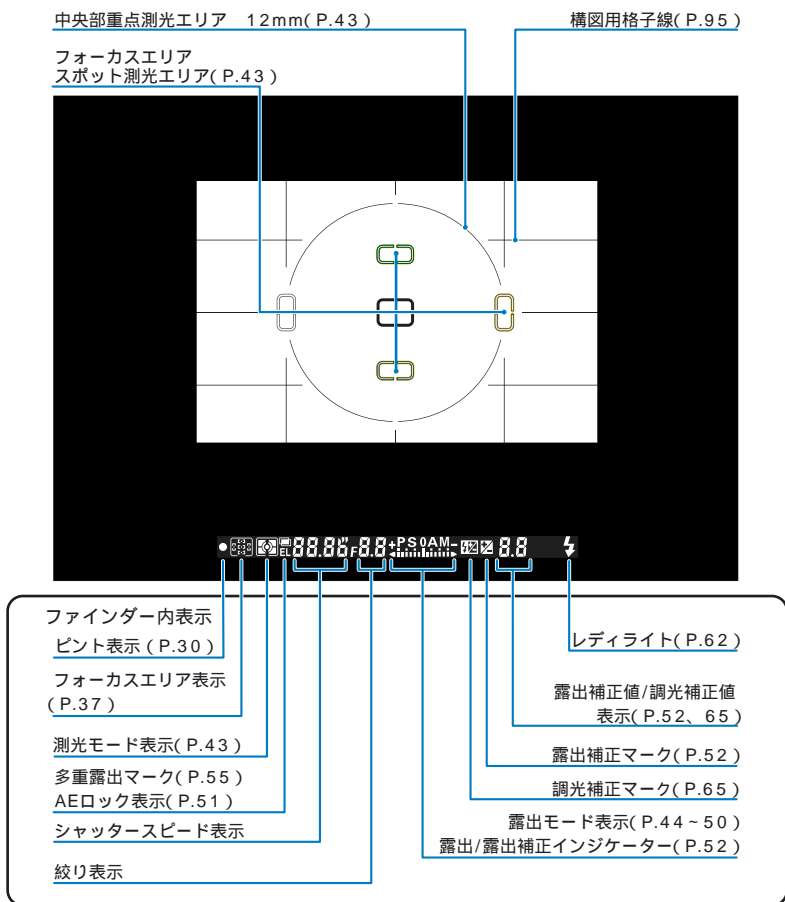 中央部重点測光エリア　12mm(P.43)
構図用格子線(P.95)
フォーカスエリア
スポット測光エリア(P.43)
EL 88.88" F8.8 +PS0AM- 8.8
ファインダー内表示
ピント表示(P.30)
フォーカスエリア表示
(P.37)
測光モード表示(P.43)
多重露出マーク(P.55)
AEロック表示(P.51)
シャッタースピード表示
絞り表示
レディライト(P.62)
露出補正値/調光補正値
表示(P.52、65)
露出補正マーク(P.52)
調光補正マーク(P.65)
露出モード表示(P.44~50)
露出/露出補正インジケーター(P.52)